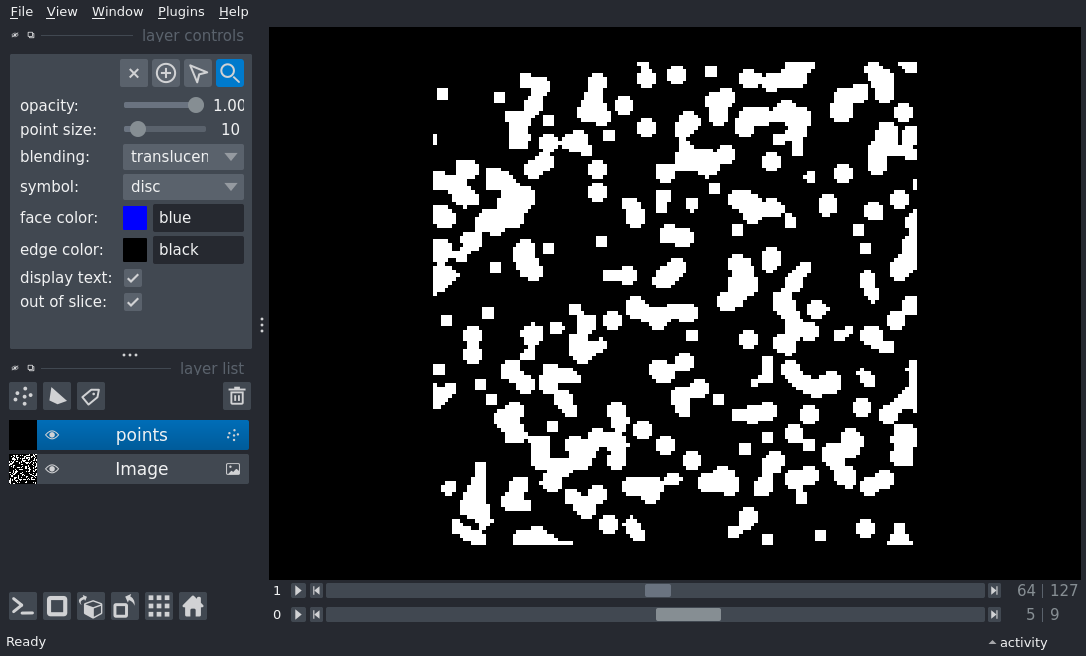 File View Window Plugins Help
layer controls
opacity: 1.00
point size: 10
blending: translucen
symbol: disc
face color: blue
edge color: black
display text:
out of slice:
layer list
points
Image
1 64 | 127
0 5 | 9
Ready activity